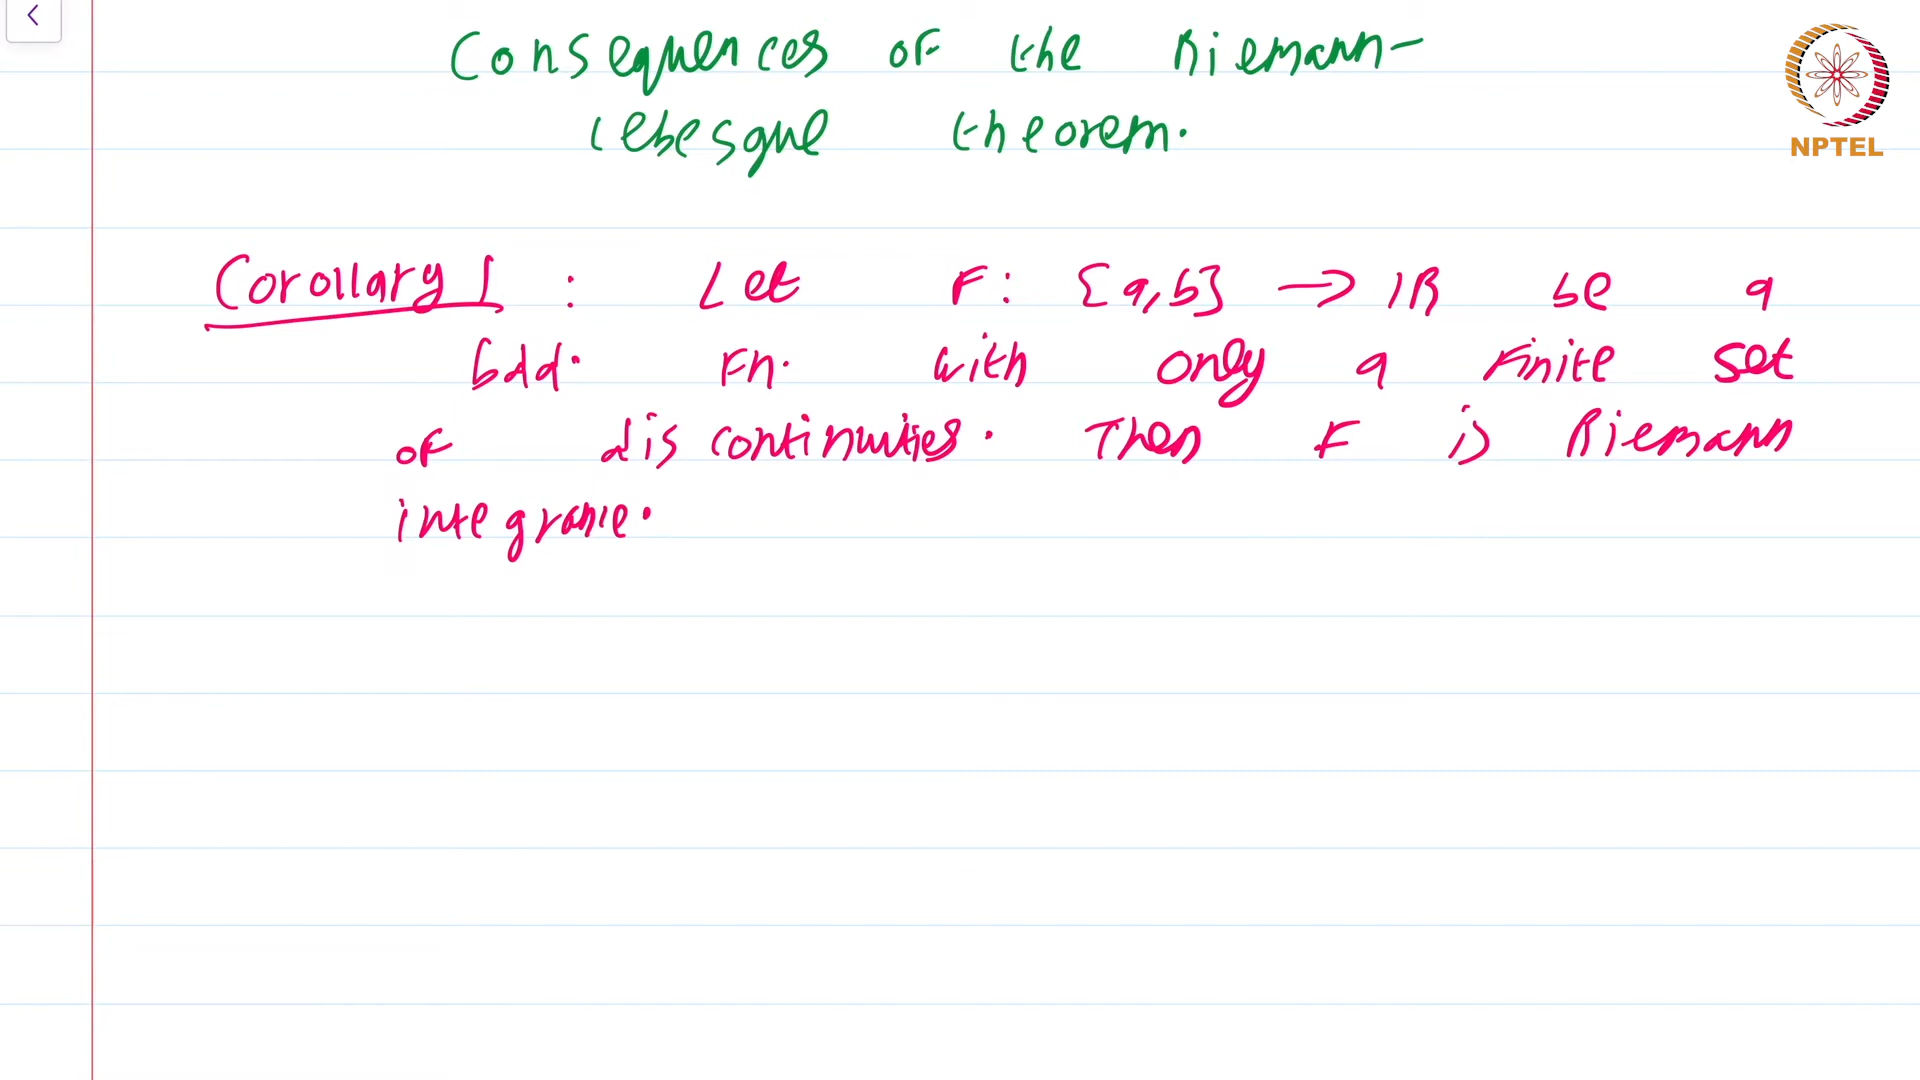 Consequences of the Riemann-
Lebesgue theorem.
NPTEL
Corollary 1 : Let F: [a,b] → ℝ be a
bdd. Fn. with only a finite set
of discontinuities. Then F is Riemann
integrable.